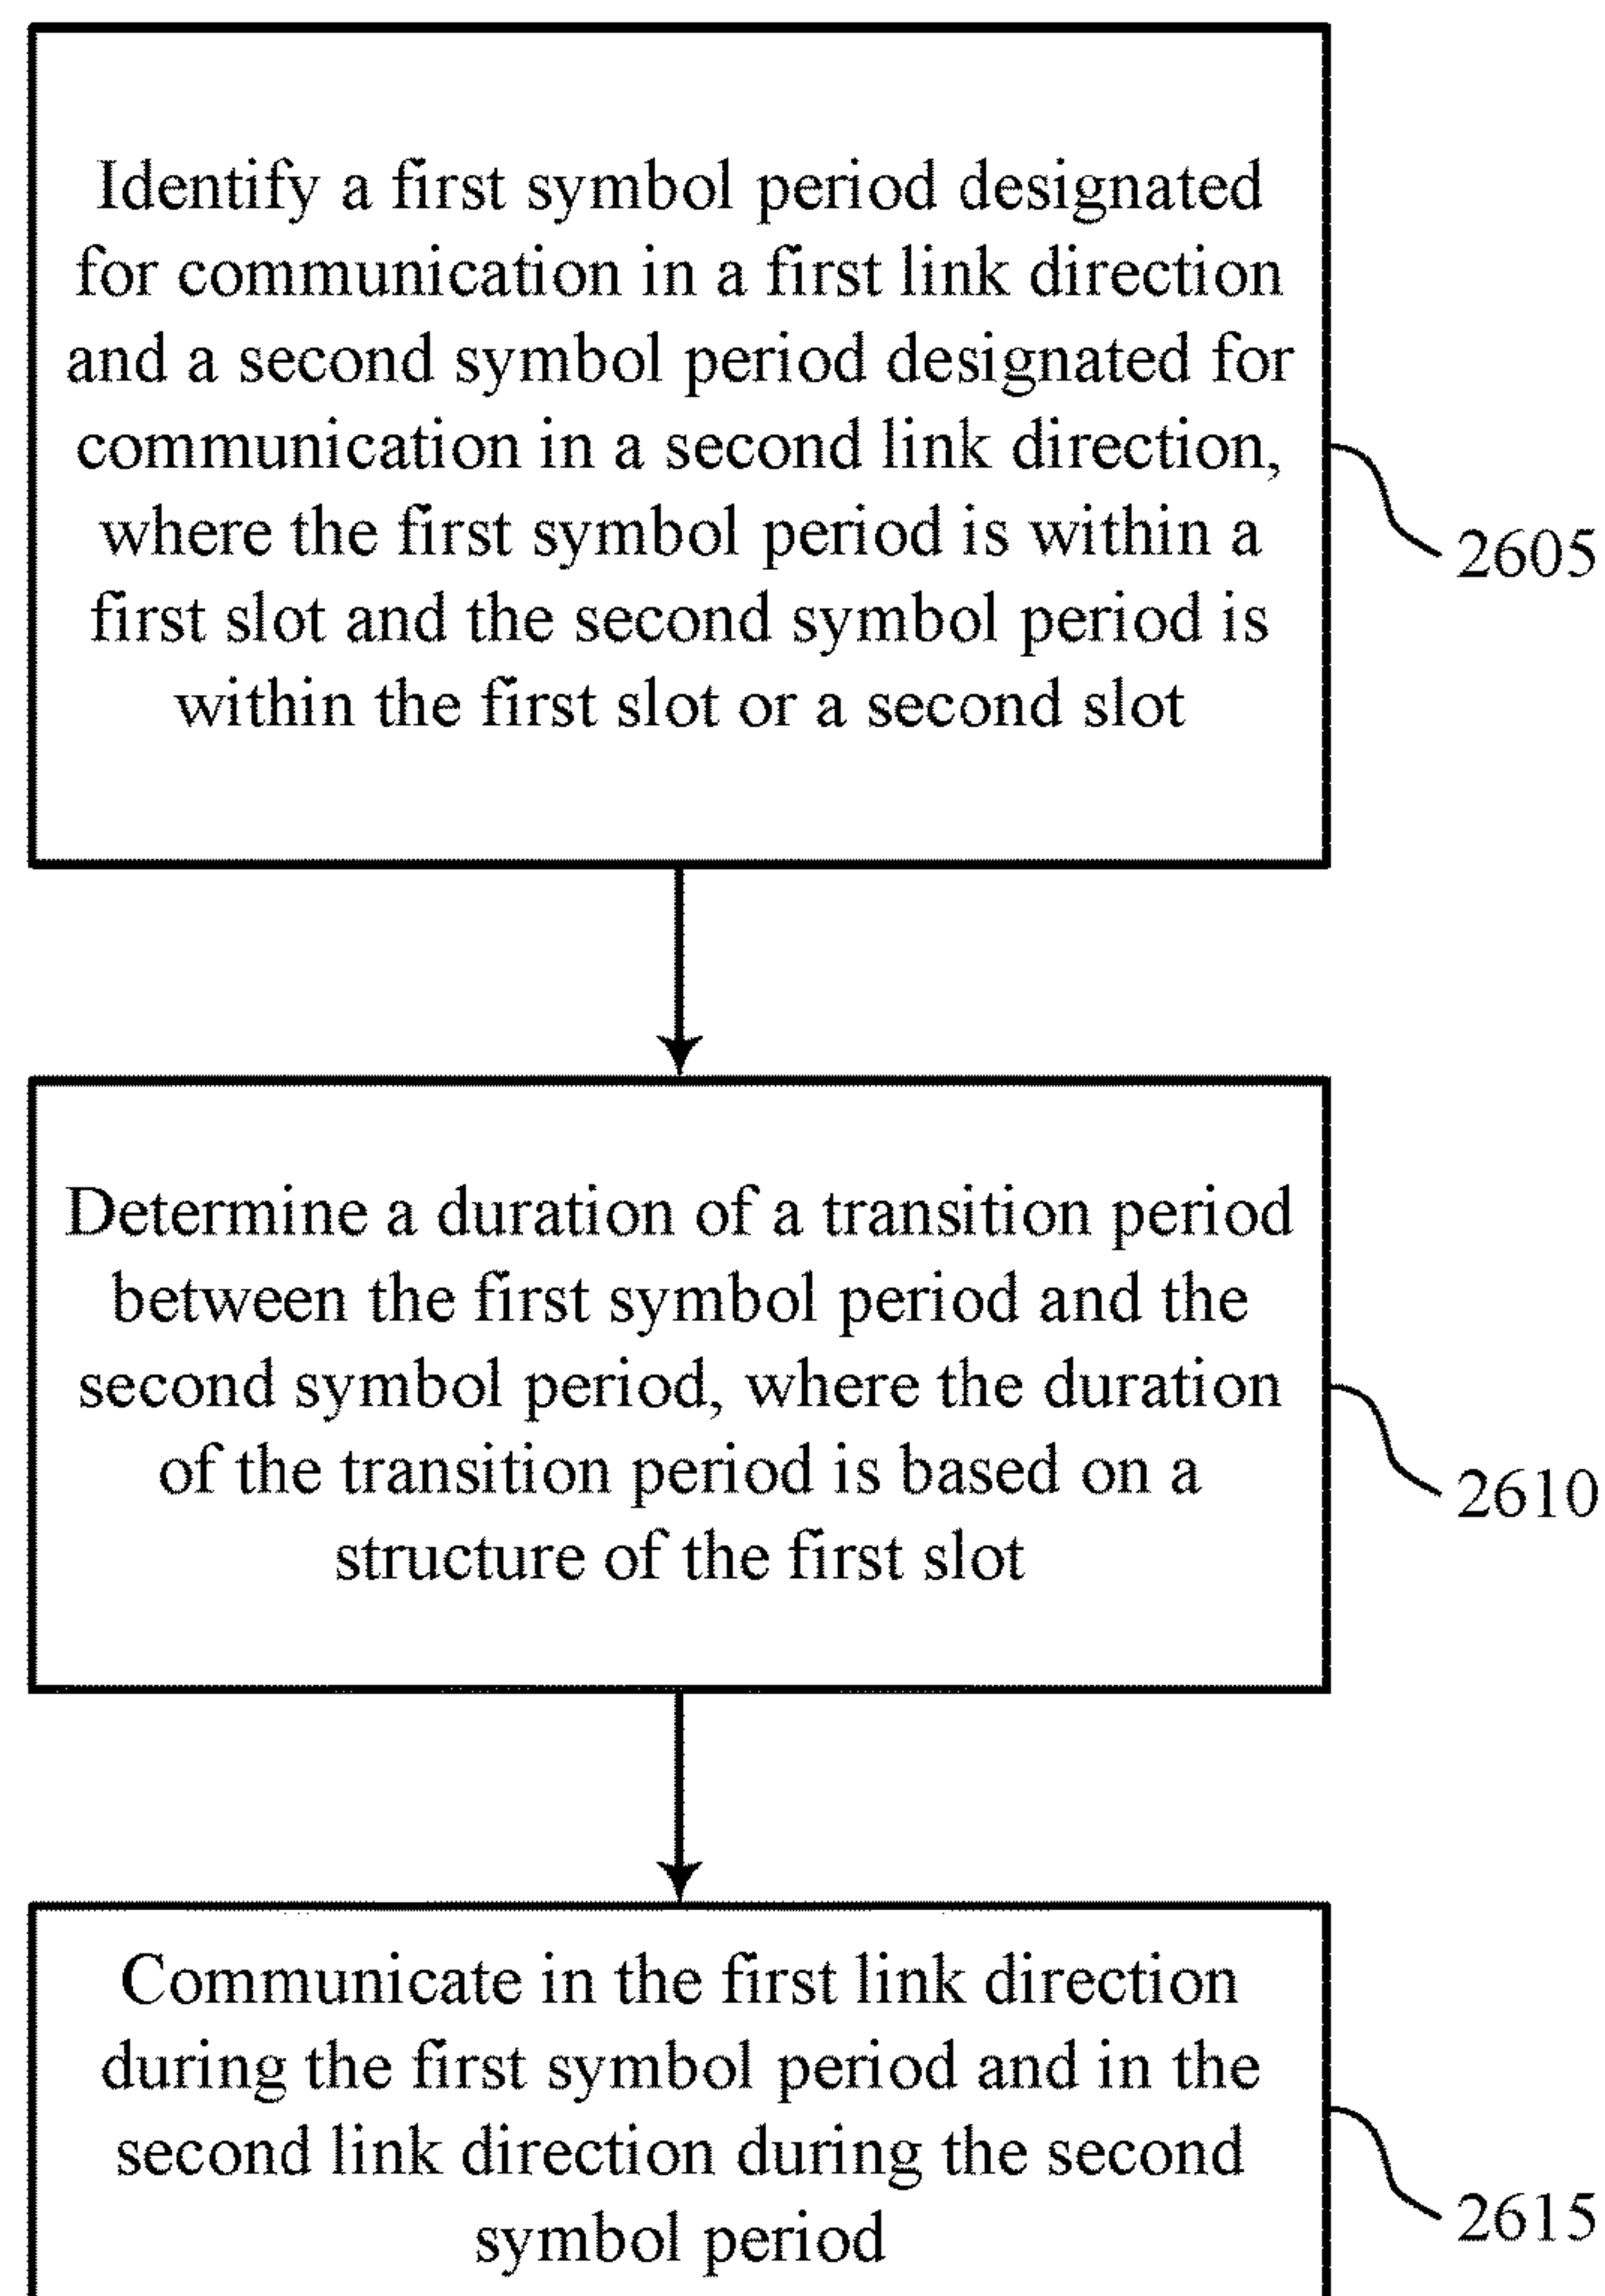 Identify a first symbol period designated
for communication in a first link direction
and a second symbol period designated for
communication in a second link direction,
where the first symbol period is within a
first slot and the second symbol period is
within the first slot or a second slot
2605
Determine a duration of a transition period
between the first symbol period and the
second symbol period, where the duration
of the transition period is based on a
structure of the first slot
2610
Communicate in the first link direction
during the first symbol period and in the
second link direction during the second
symbol period
2615